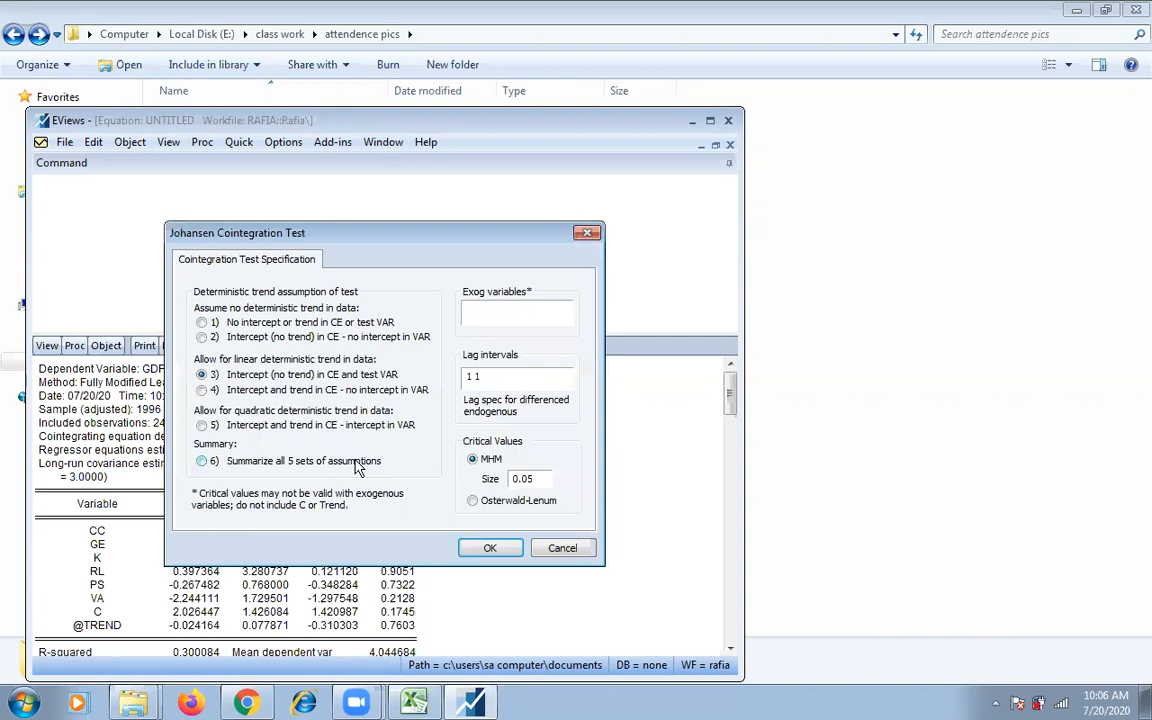 Computer
Local Disk (E:)
class work
attendence pics
Search attendence pics
Organize
Open
Include in library
Share with
Burn
New folder
Favorites
Name
Date modified
Type
Size
EViews - [Equation: UNTITLED - Workfile: RAFIA::Rafia\]
File Edit Object View Proc Quick Options Add-ins Window Help
Command
Johansen Cointegration Test
Cointegration Test Specification
Deterministic trend assumption of test
Assume no deterministic trend in data:
1) No intercept or trend in CE or test VAR
2) Intercept (no trend) in CE - no intercept in VAR
Allow for linear deterministic trend in data:
3) Intercept (no trend) in CE and test VAR
4) Intercept and trend in CE - no intercept in VAR
Allow for quadratic deterministic trend in data:
5) Intercept and trend in CE - intercept in VAR
Summary:
6) Summarize all 5 sets of assumptions
* Critical values may not be valid with exogenous
variables; do not include C or Trend.
Exog variables*
Lag intervals
1 1
Lag spec for differenced
endogenous
Critical Values
MHM
Size 0.05
Osterwald-Lenum
OK
Cancel
View Proc Object Print
Dependent Variable: GDP
Method: Fully Modified Lea
Date: 07/20/20 Time: 10:
Sample (adjusted): 1996
Included observations: 24
Cointegrating equation de
Regressor equations esti
Long-run covariance estin
= 3.0000)
Variable
CC
GE
K
RL 0.397364 3.280737 0.121120 0.9051
PS -0.267482 0.768000 -0.348284 0.7322
VA -2.244111 1.729501 -1.297548 0.2128
C 2.026447 1.426084 1.420987 0.1745
@TREND -0.024164 0.077871 -0.310303 0.7603
R-squared 0.300084 Mean dependent var 4.044684
Path = c:\users\sa computer\documents
DB = none
WF = rafia
10:06 AM
7/20/2020